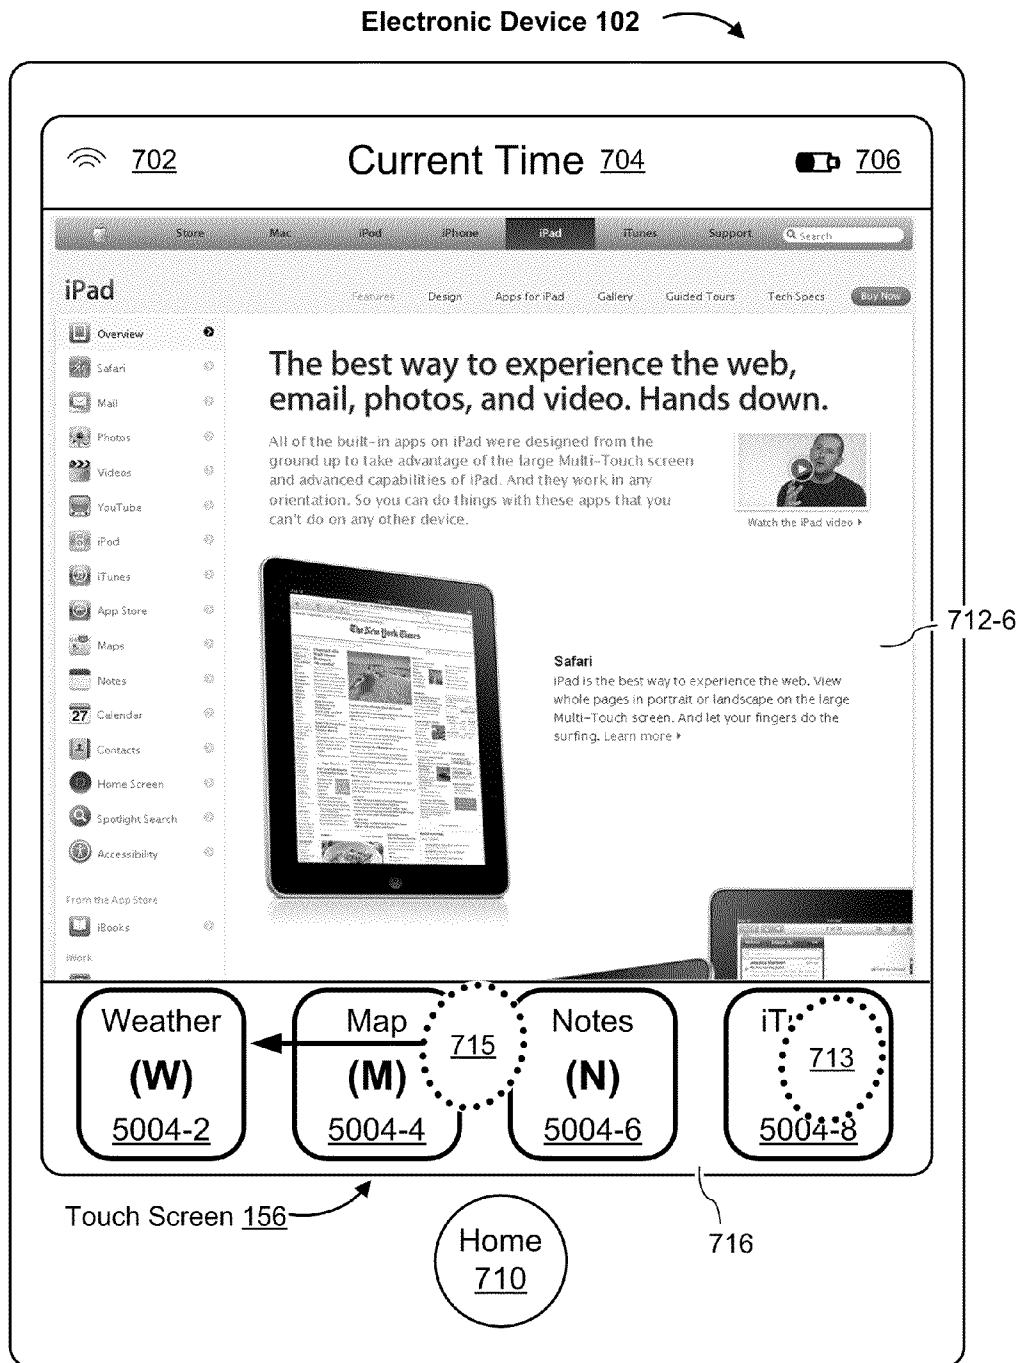 Electronic Device 102
702 Current Time 704 706
Store Mac iPod iPhone iPad iTunes Support Search
iPad
Features Design Apps for iPad Gallery Guided Tours Tech Specs Buy Now
Overview
Safari
Mail
Photos
Videos
YouTube
iPod
iTunes
App Store
Maps
Notes
27 Calendar
Contacts
Home Screen
Spotlight Search
Accessibility
From the App Store
iBooks
iWork
The best way to experience the web,
email, photos, and video. Hands down.
All of the built-in apps on iPad were designed from the
ground up to take advantage of the large Multi-Touch screen
and advanced capabilities of iPad. And they work in any
orientation. So you can do things with these apps that you
can't do on any other device.
Watch the iPad video
The New York Times
Safari
iPad is the best way to experience the web. View
whole pages in portrait or landscape on the large
Multi-Touch screen. And let your fingers do the
surfing. Learn more
712-6
Weather Map Notes iT
(W) (M) (N)
715 713
5004-2 5004-4 5004-6 5004-8
Touch Screen 156
716
Home
710